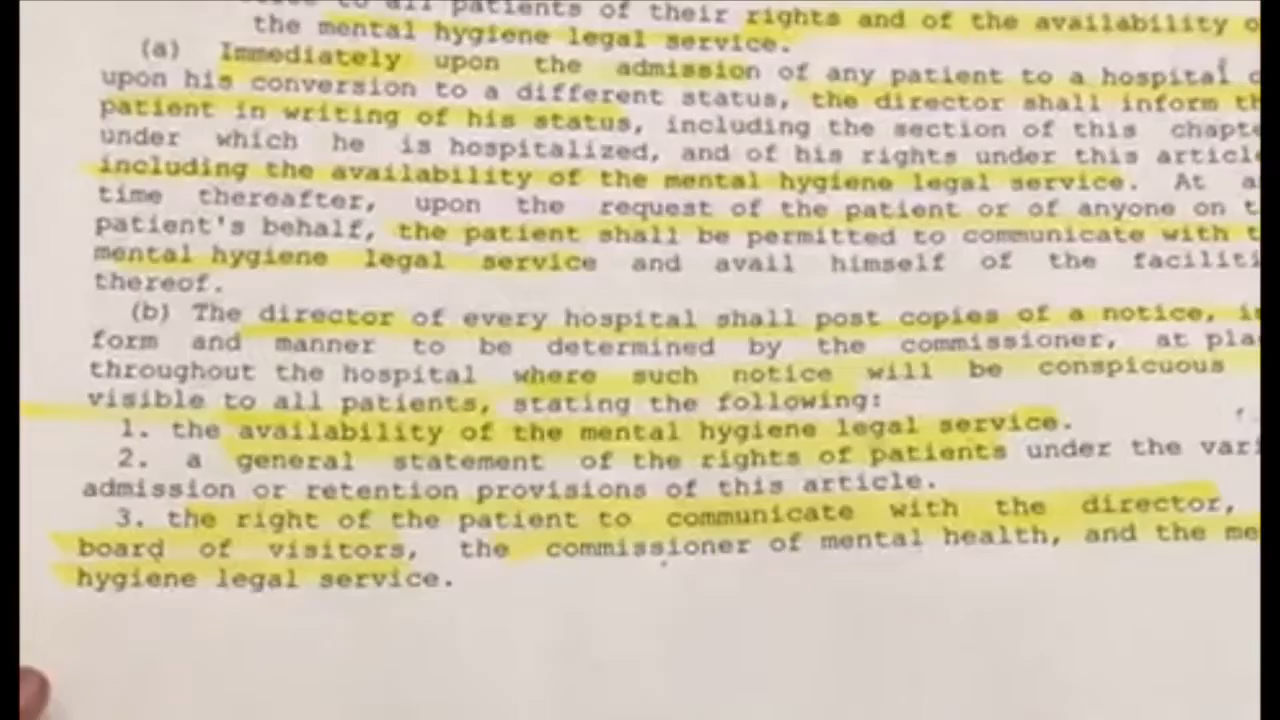 to all patients of their rights and of the availability
the mental hygiene legal service.
(a) Immediately upon the admission of any patient to a hospital
upon his conversion to a different status, the director shall inform
patient in writing of his status, including the section of this
under which he is hospitalized, and of his rights under this
including the availability of the mental hygiene legal service. At
time thereafter, upon the request of the patient or of anyone on
patient's behalf, the patient shall be permitted to communicate with
mental hygiene legal service and avail himself of the
thereof.
(b) The director of every hospital shall post copies of a notice,
form and manner to be determined by the commissioner, at
throughout the hospital where such notice will be conspicuous
visible to all patients, stating the following:
1. the availability of the mental hygiene legal service.
2. a general statement of the rights of patients under the
admission or retention provisions of this article.
3. the right of the patient to communicate with the director,
board of visitors, the commissioner of mental health, and the
hygiene legal service.